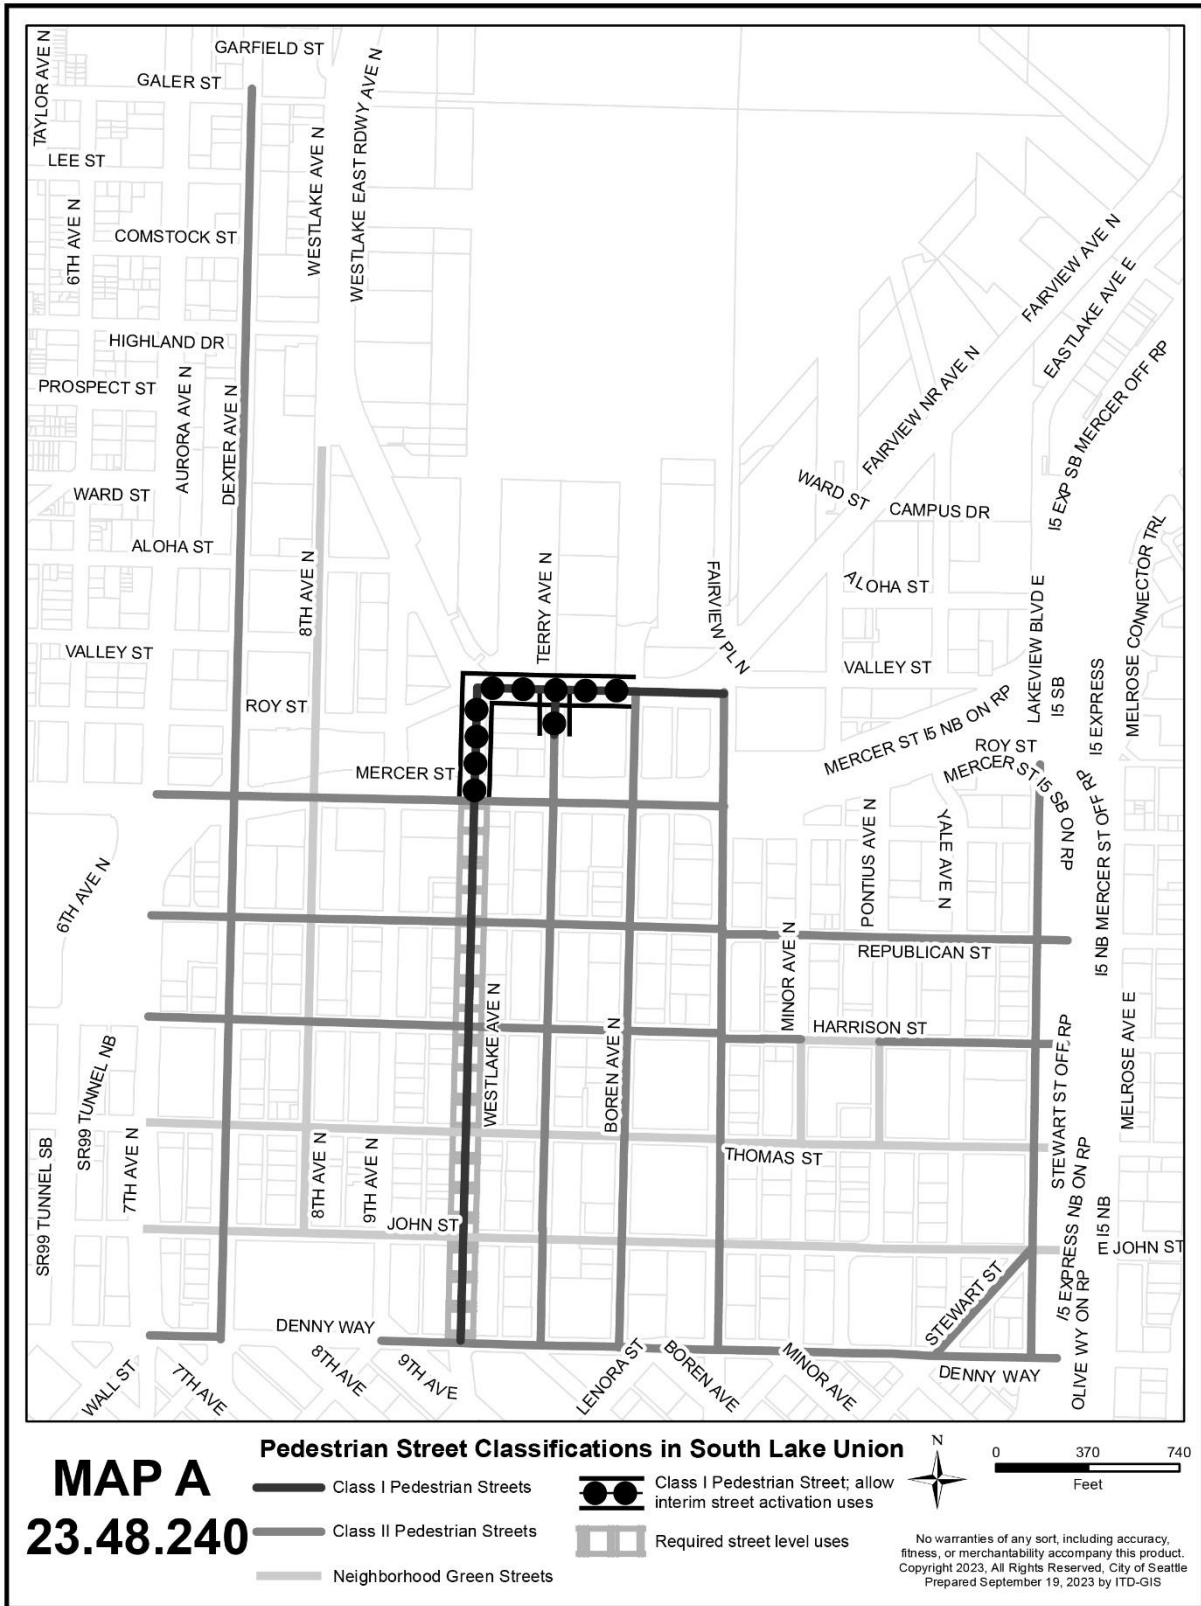 GARFIELD ST
TAYLOR AVE N
GALER ST
WESTLAKE EAST RDWY AVE N
WESTLAKE AVE N
LEE ST
6TH AVE N
COMSTOCK ST
FAIRVIEW AVE N
EASTLAKE AVE E
HIGHLAND DR
PROSPECT ST
AURORA AVE N
DEXTER AVE N
FAIRVIEW NR AVE N
I5 EXP SB MERCER OFF RP
WARD ST
WARD ST
CAMPUS DR
ALOHA ST
8TH AVE N
TERRY AVE N
FAIRVIEW PL N
ALOHA ST
LAKEVIEW BLVD E
MELROSE CONNECTOR TRL
VALLEY ST
VALLEY ST
I5 SB
I5 EXPRESS
ROY ST
MERCER ST I5 NB ON RP
ROY ST
MERCER ST
MERCER ST I5 SB ON RP
I5 NB MERCER ST OFF RP
6TH AVE N
PONTIUS AVE N
YALE AVE N
MINOR AVE N
REPUBLICAN ST
WESTLAKE AVE N
BOREN AVE N
HARRISON ST
STEWART ST OFF RP
MELROSE AVE E
SR99 TUNNEL NB
SR99 TUNNEL SB
7TH AVE N
8TH AVE N
9TH AVE N
THOMAS ST
JOHN ST
I5 EXPRESS NB ON RP
I5 NB
E JOHN ST
STEWART ST
OLIVE WY ON RP
DENNY WAY
DENNY WAY
WALL ST
7TH AVE
8TH AVE
9TH AVE
LENORA ST
BOREN AVE
MINOR AVE
MAP A
23.48.240
Pedestrian Street Classifications in South Lake Union
Class I Pedestrian Streets
Class II Pedestrian Streets
Neighborhood Green Streets
Class I Pedestrian Street; allow
interim street activation uses
Required street level uses
N
0 370 740
Feet
No warranties of any sort, including accuracy,
fitness, or merchantability accompany this product.
Copyright 2023, All Rights Reserved, City of Seattle
Prepared September 19, 2023 by ITD-GIS